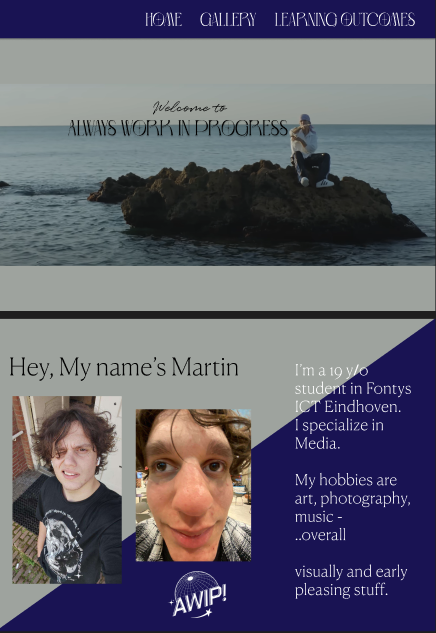 HOME GALLERY LEARNING OUTCOMES
Welcome to
ALWAYS WORK IN PROGRESS
Hey, My name's Martin
I'm a 19 y/o
student in Fontys
ICT Eindhoven.
I specialize in
Media.
My hobbies are
art, photography,
music -
..overall
visually and early
pleasing stuff.
AWIP!